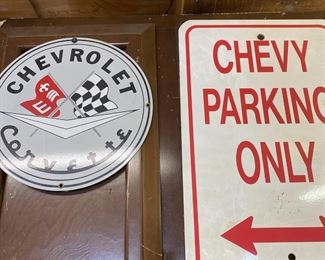 CHEVROLET
Corvette
CHEVY
PARKING
ONLY